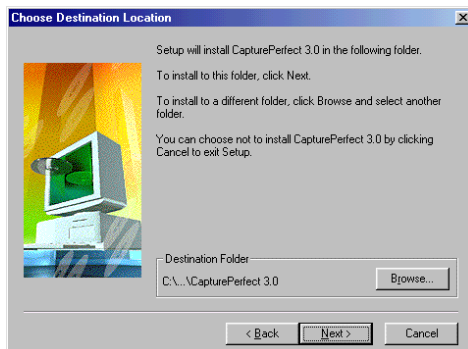 Choose Destination Location
Setup will install CapturePerfect 3.0 in the following folder.
To install to this folder, click Next.
To install to a different folder, click Browse and select another
folder.
You can choose not to install CapturePerfect 3.0 by clicking
Cancel to exit Setup.
Destination Folder
C:\...\CapturePerfect 3.0
Browse...
< Back
Next >
Cancel